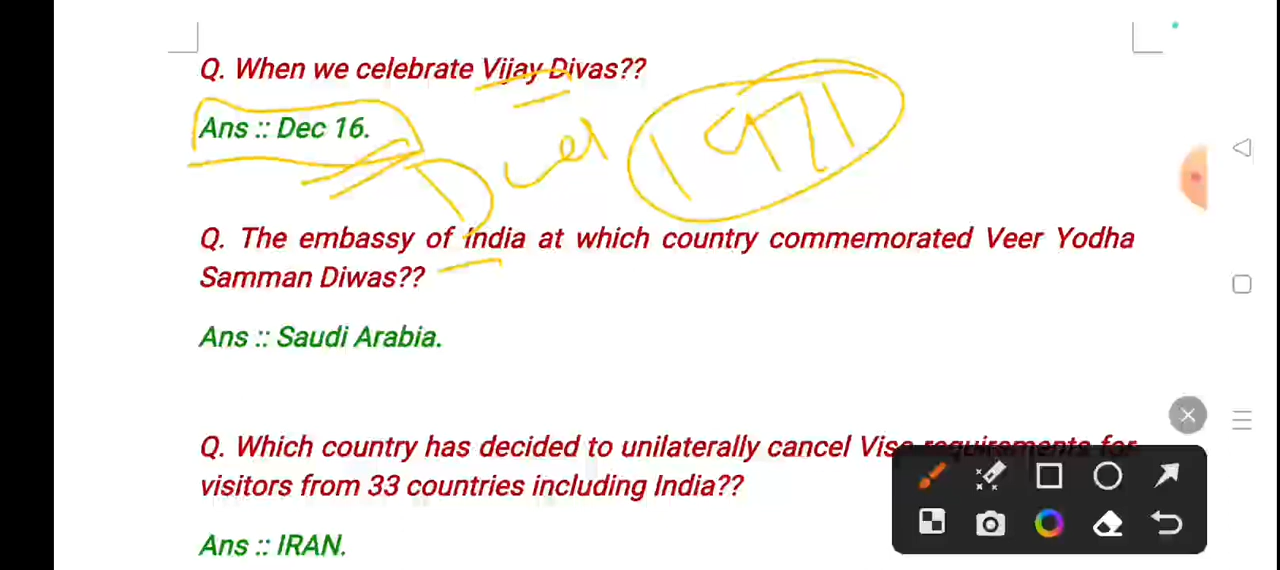 Q. When we celebrate Vijay Divas??
Ans :: Dec 16.
1971
Q. The embassy of India at which country commemorated Veer Yodha
Samman Diwas??
Ans :: Saudi Arabia.
Q. Which country has decided to unilaterally cancel Visa requirements for
visitors from 33 countries including India??
Ans :: IRAN.